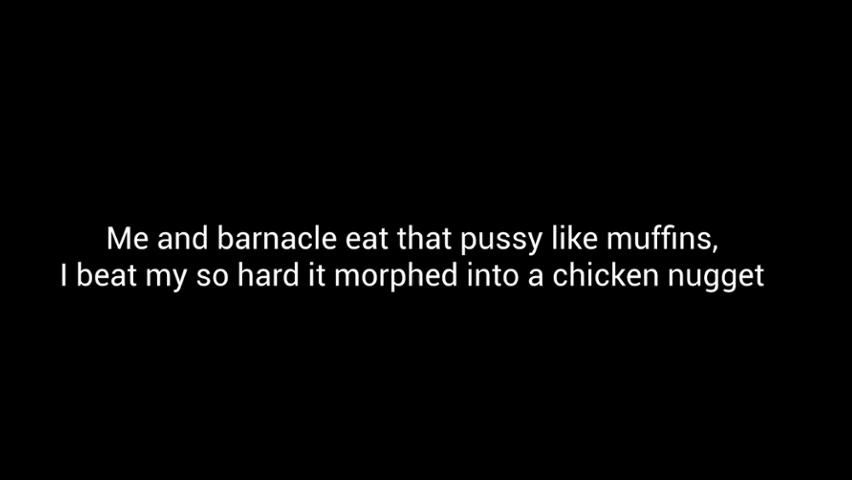 Me and barnacle eat that pussy like muffins,
I beat my so hard it morphed into a chicken nugget